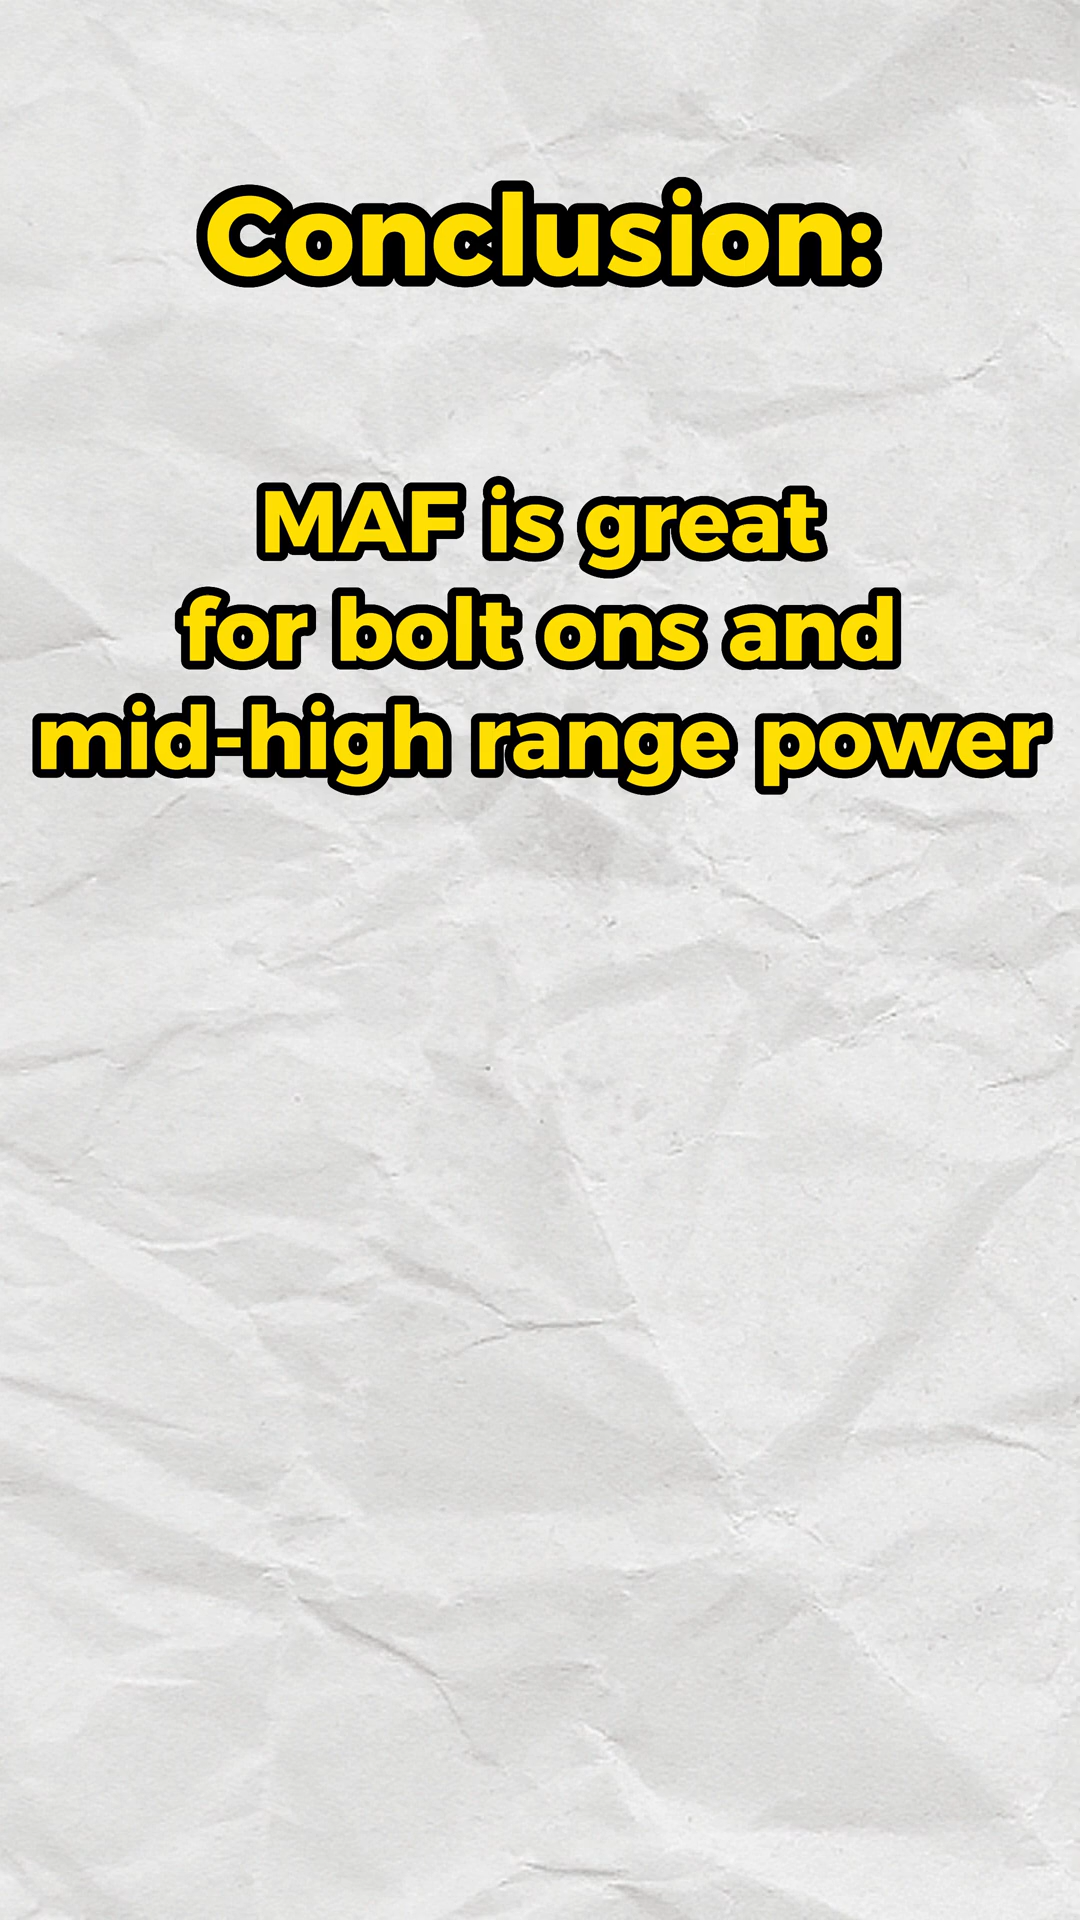 Conclusion:
MAF is great
for bolt ons and
mid-high range power